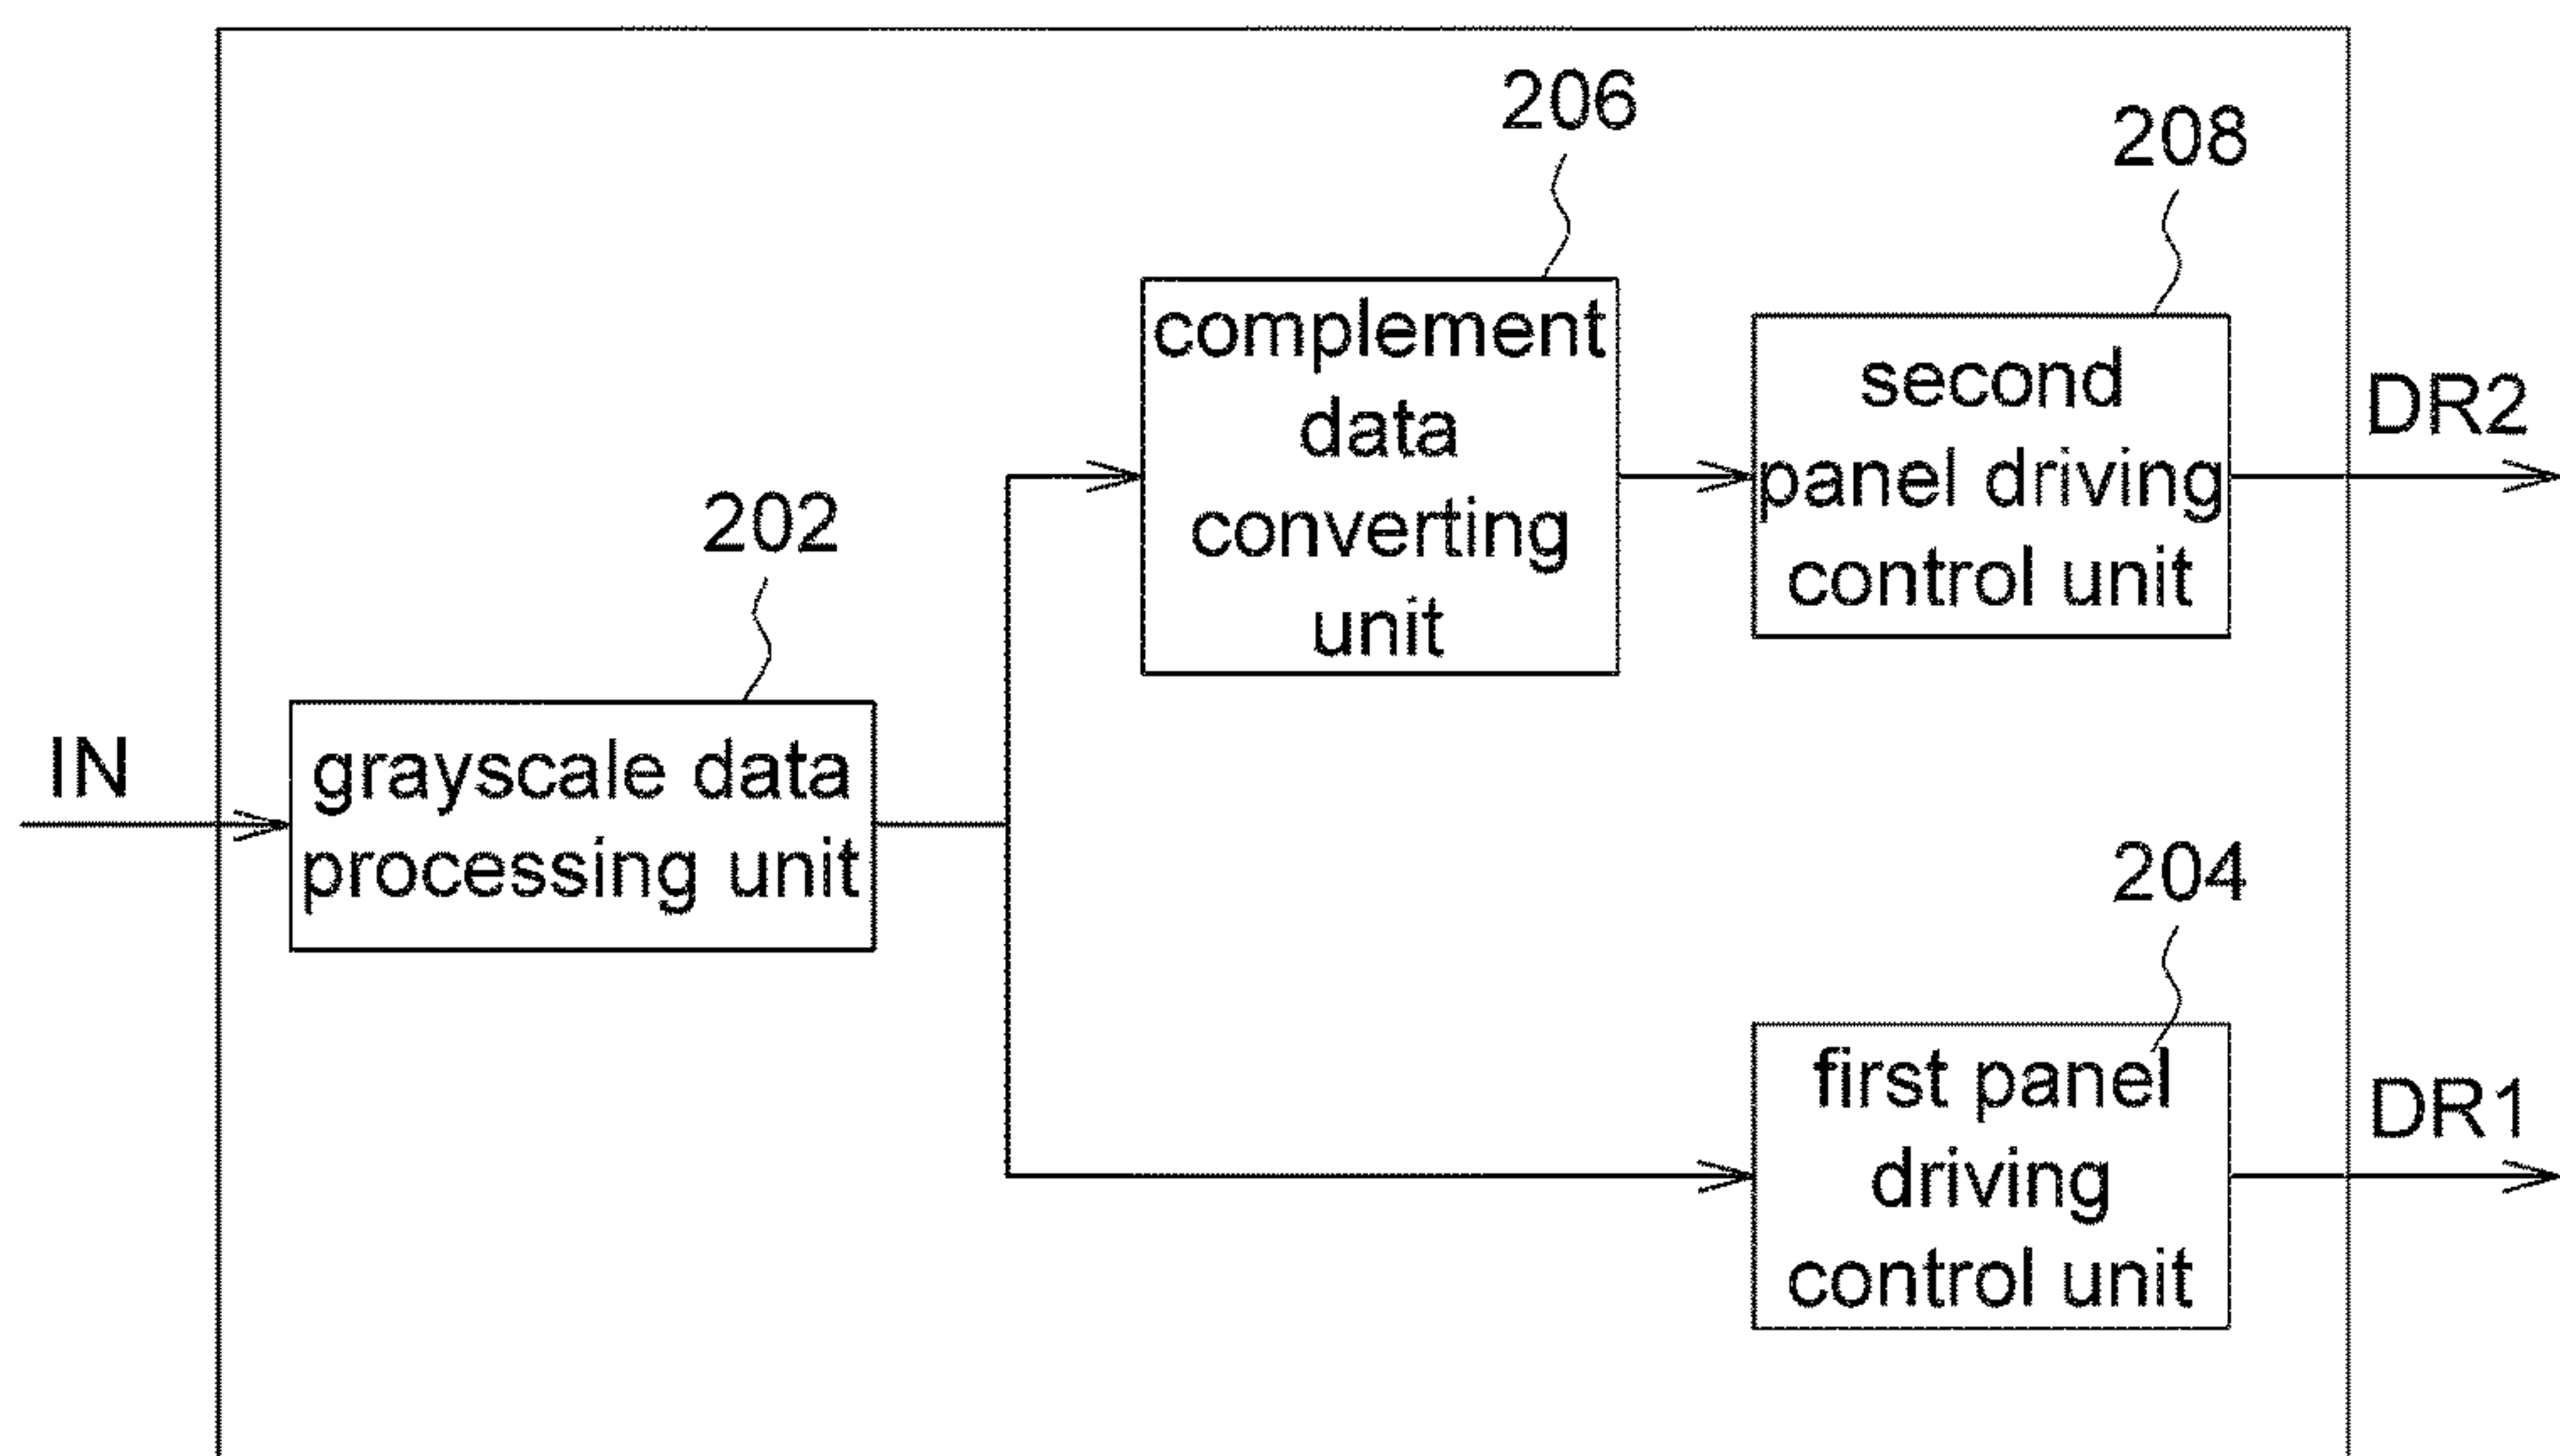 206
208
complement
data
converting
unit
second
panel driving
control unit
DR2
202
IN
grayscale data
processing unit
204
first panel
driving
control unit
DR1